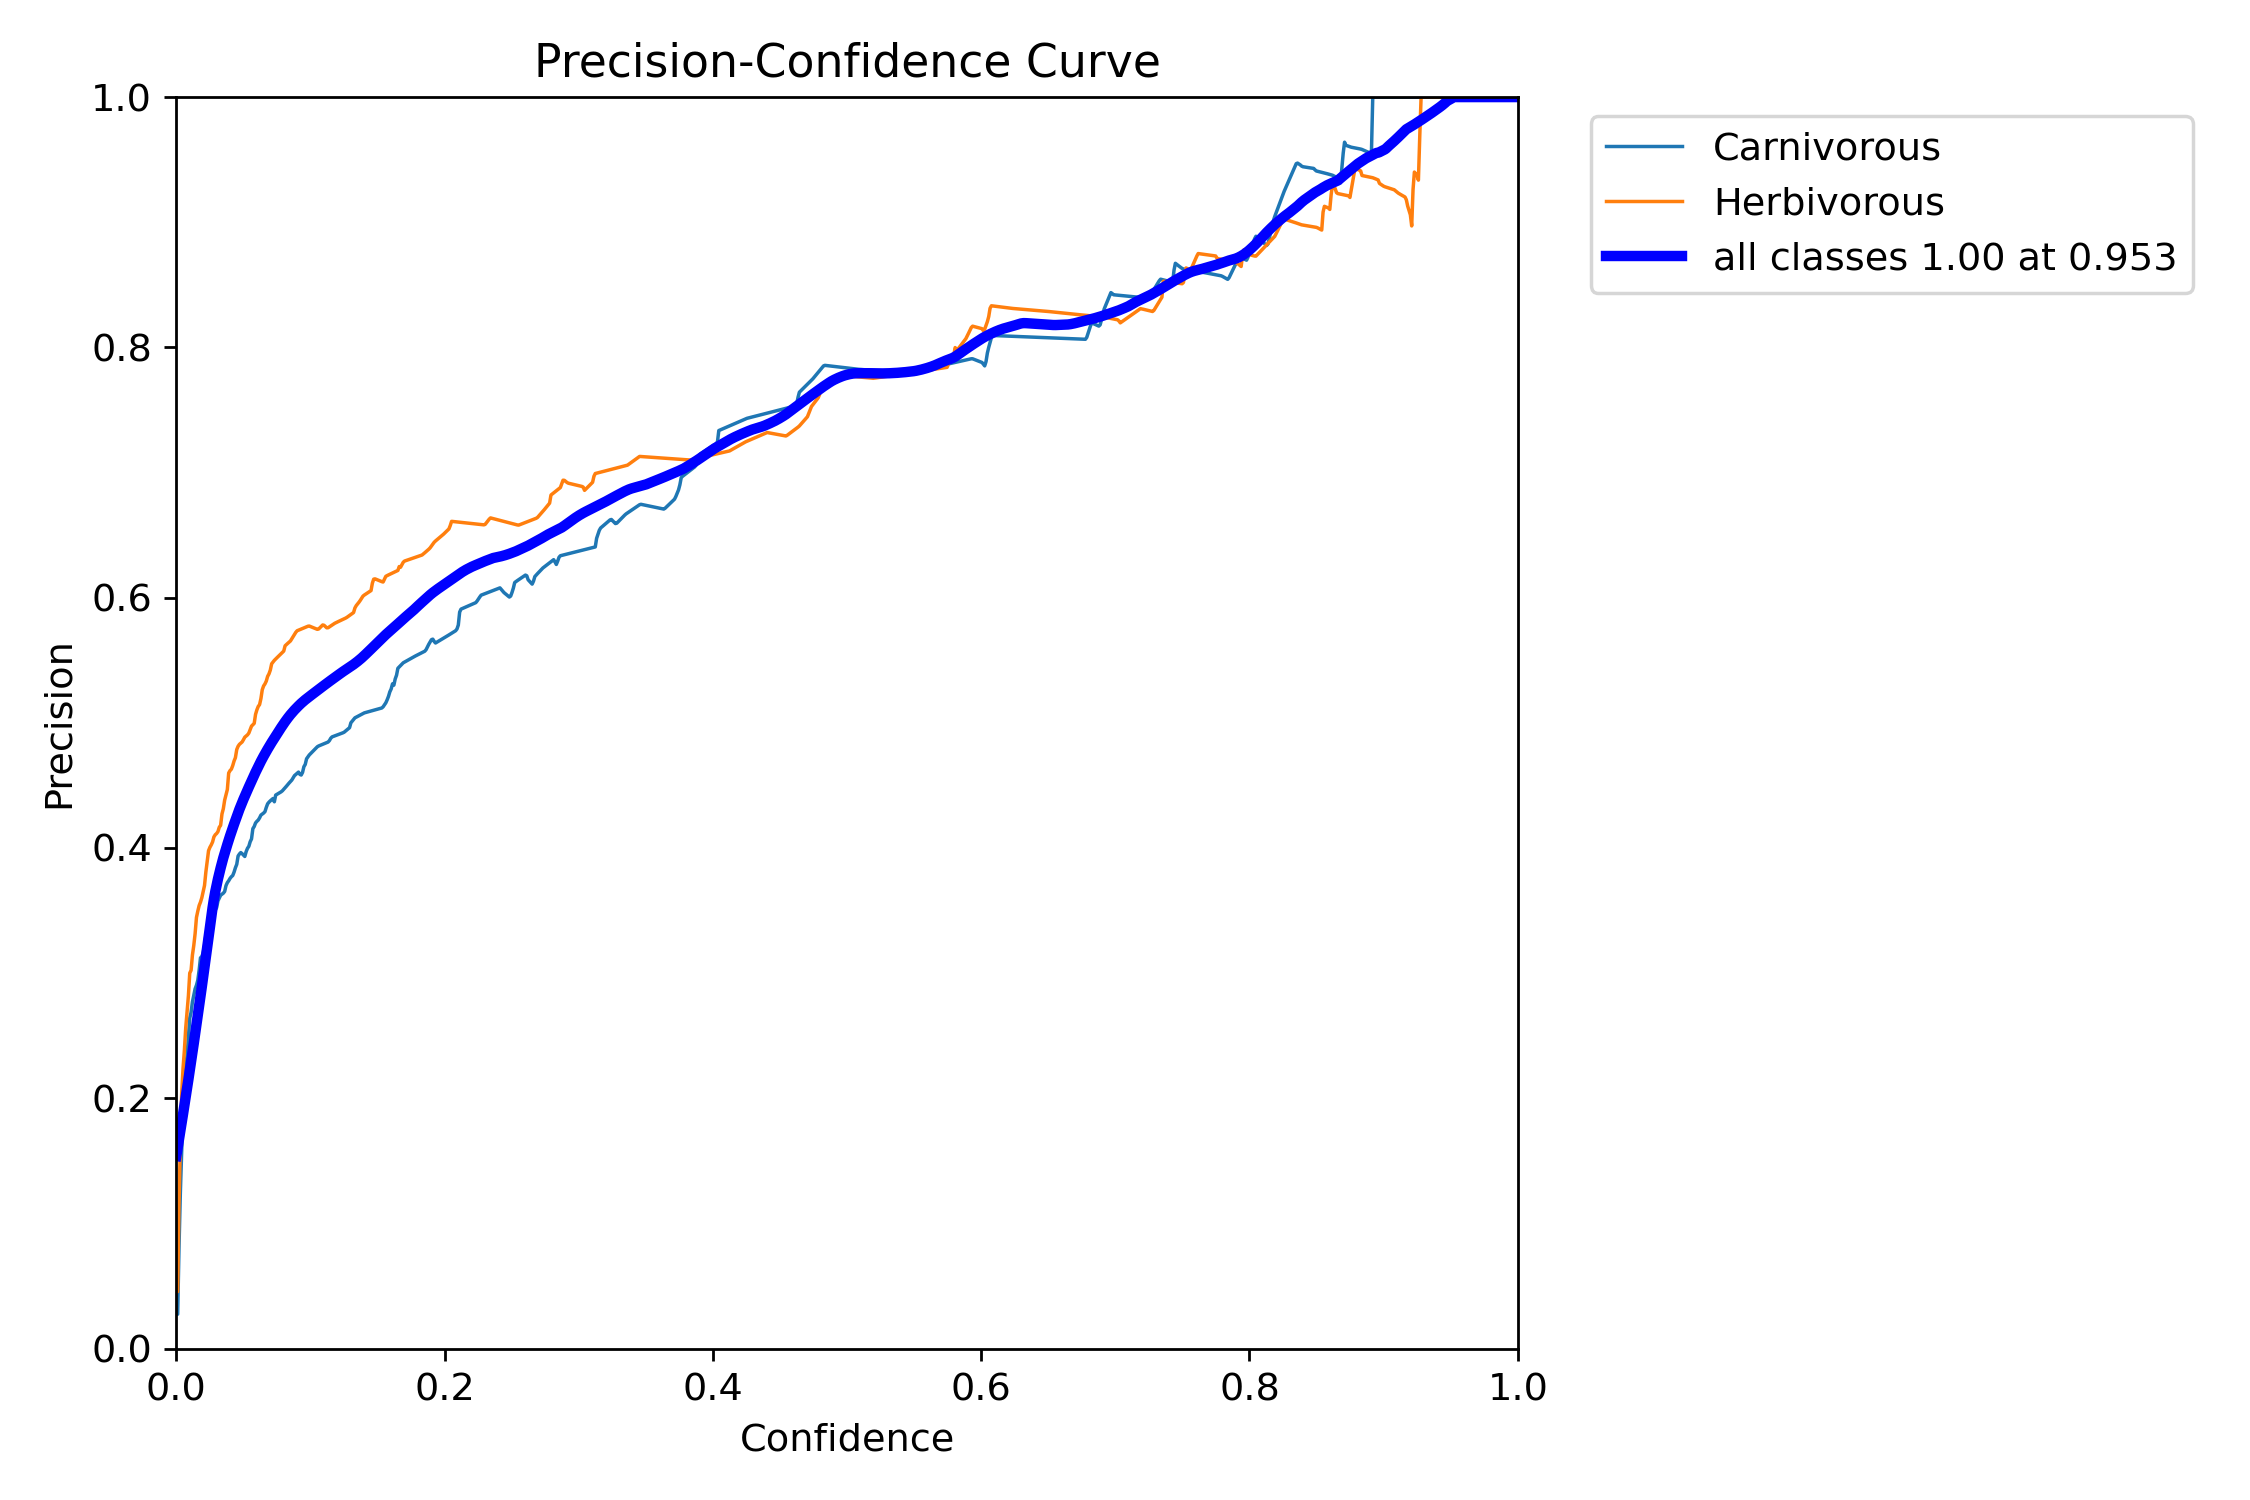 Precision-Confidence Curve
1.0
0.8
0.6
0.4
0.2
0.0
Precision
0.0 0.2 0.4 0.6 0.8 1.0
Confidence
Carnivorous
Herbivorous
all classes 1.00 at 0.953